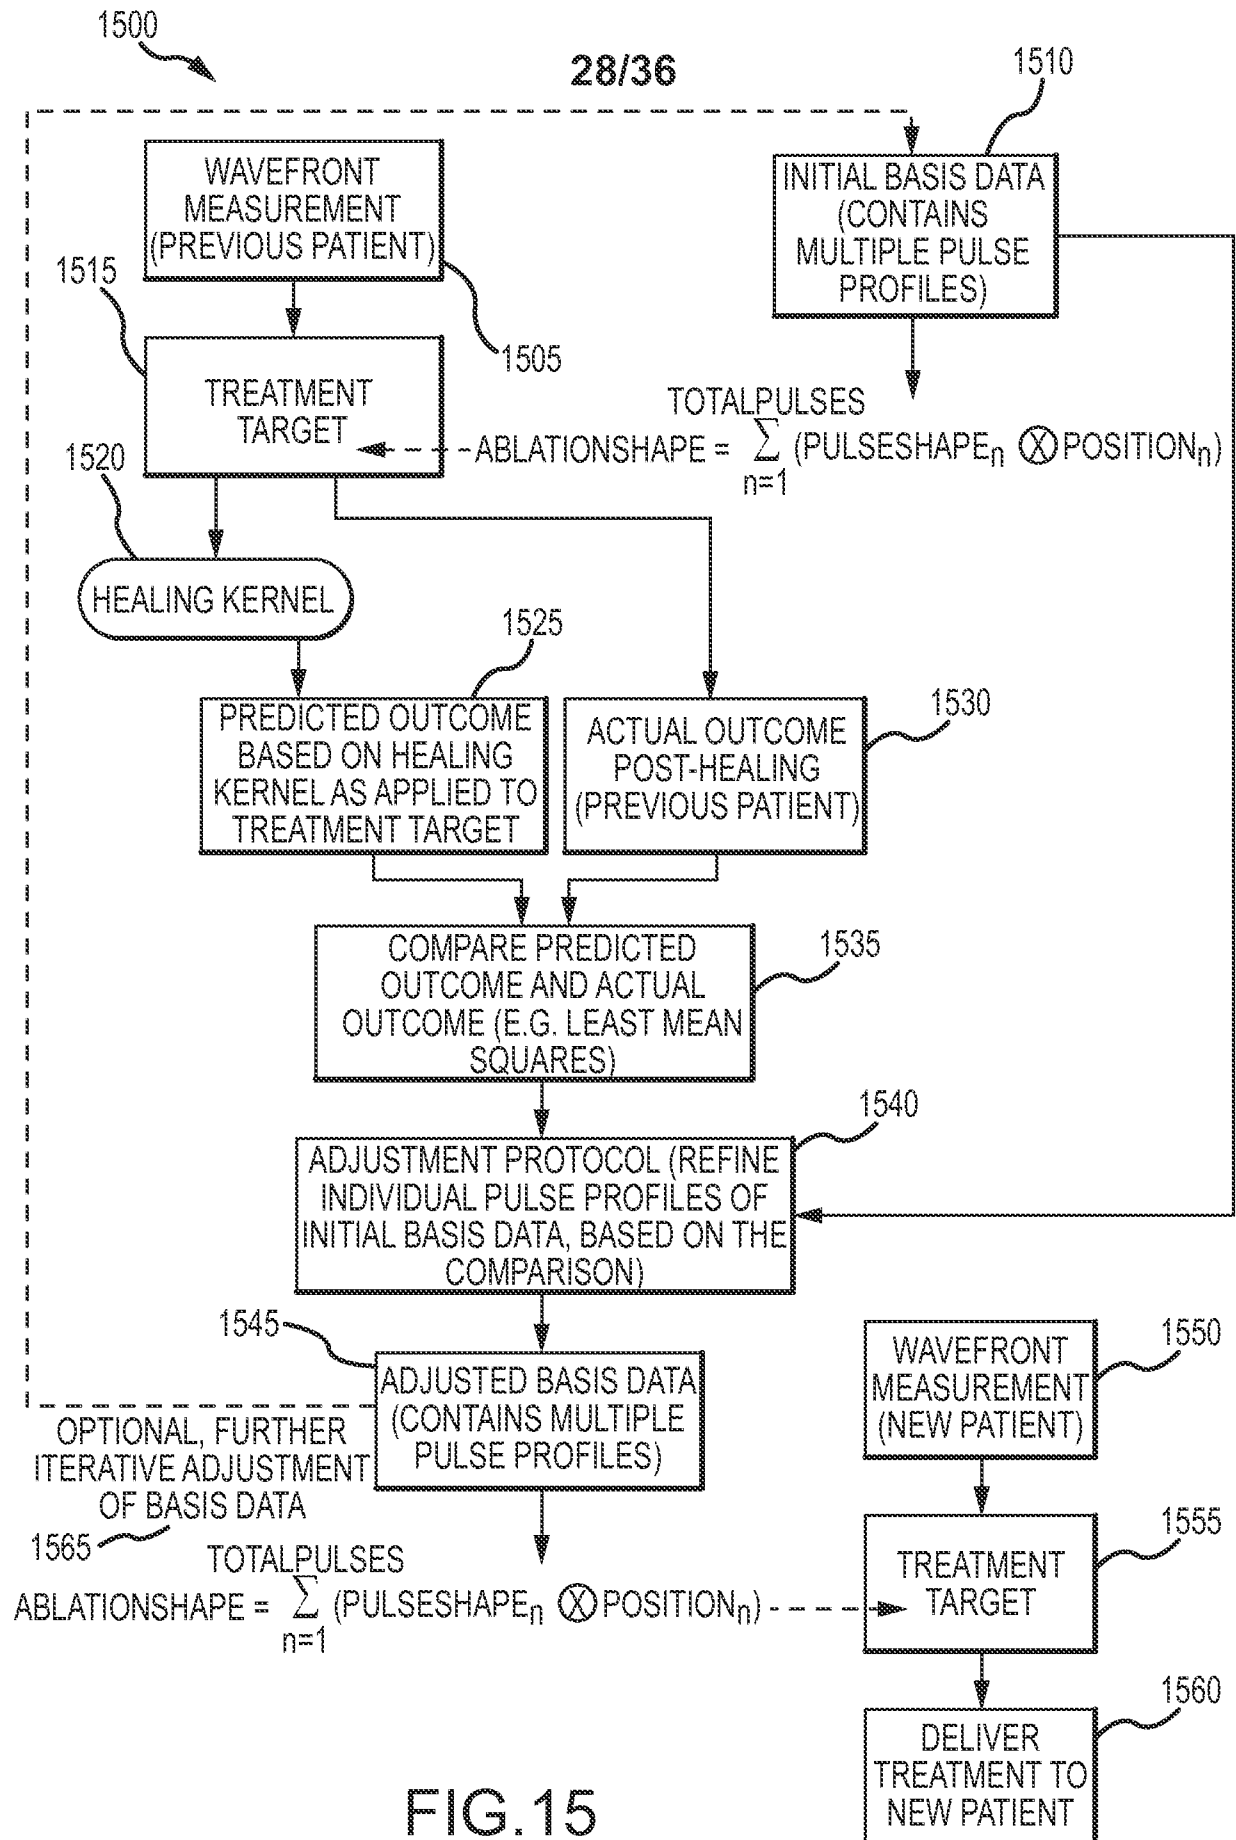 1500
28/36
1510
WAVEFRONT
MEASUREMENT
(PREVIOUS PATIENT)
INITIAL BASIS DATA
(CONTAINS
MULTIPLE PULSE
PROFILES)
1515
1505
TREATMENT
TARGET
TOTALPULSES
ABLATIONSHAPE = Σ (PULSESHAPEn ⊗ POSITIONn)
n=1
1520
HEALING KERNEL
1525
PREDICTED OUTCOME
BASED ON HEALING
KERNEL AS APPLIED TO
TREATMENT TARGET
1530
ACTUAL OUTCOME
POST-HEALING
(PREVIOUS PATIENT)
COMPARE PREDICTED
OUTCOME AND ACTUAL
OUTCOME (E.G. LEAST MEAN
SQUARES)
1535
1540
ADJUSTMENT PROTOCOL (REFINE
INDIVIDUAL PULSE PROFILES OF
INITIAL BASIS DATA, BASED ON THE
COMPARISON)
1545
ADJUSTED BASIS DATA
(CONTAINS MULTIPLE
PULSE PROFILES)
OPTIONAL, FURTHER
ITERATIVE ADJUSTMENT
OF BASIS DATA
1565
TOTALPULSES
ABLATIONSHAPE = Σ (PULSESHAPEn ⊗ POSITIONn)
n=1
1550
WAVEFRONT
MEASUREMENT
(NEW PATIENT)
1555
TREATMENT
TARGET
1560
DELIVER
TREATMENT TO
NEW PATIENT
FIG.15